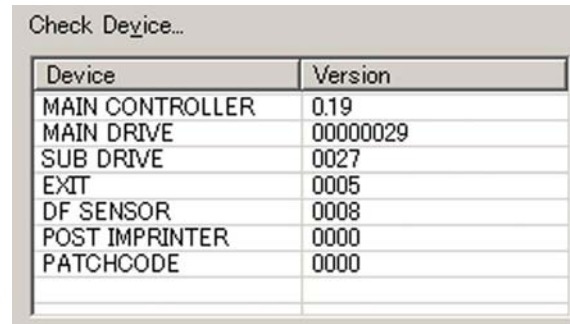 Check Device...
Device Version
MAIN CONTROLLER 0.19
MAIN DRIVE 00000029
SUB DRIVE 0027
EXIT 0005
DF SENSOR 0008
POST IMPRINTER 0000
PATCHCODE 0000